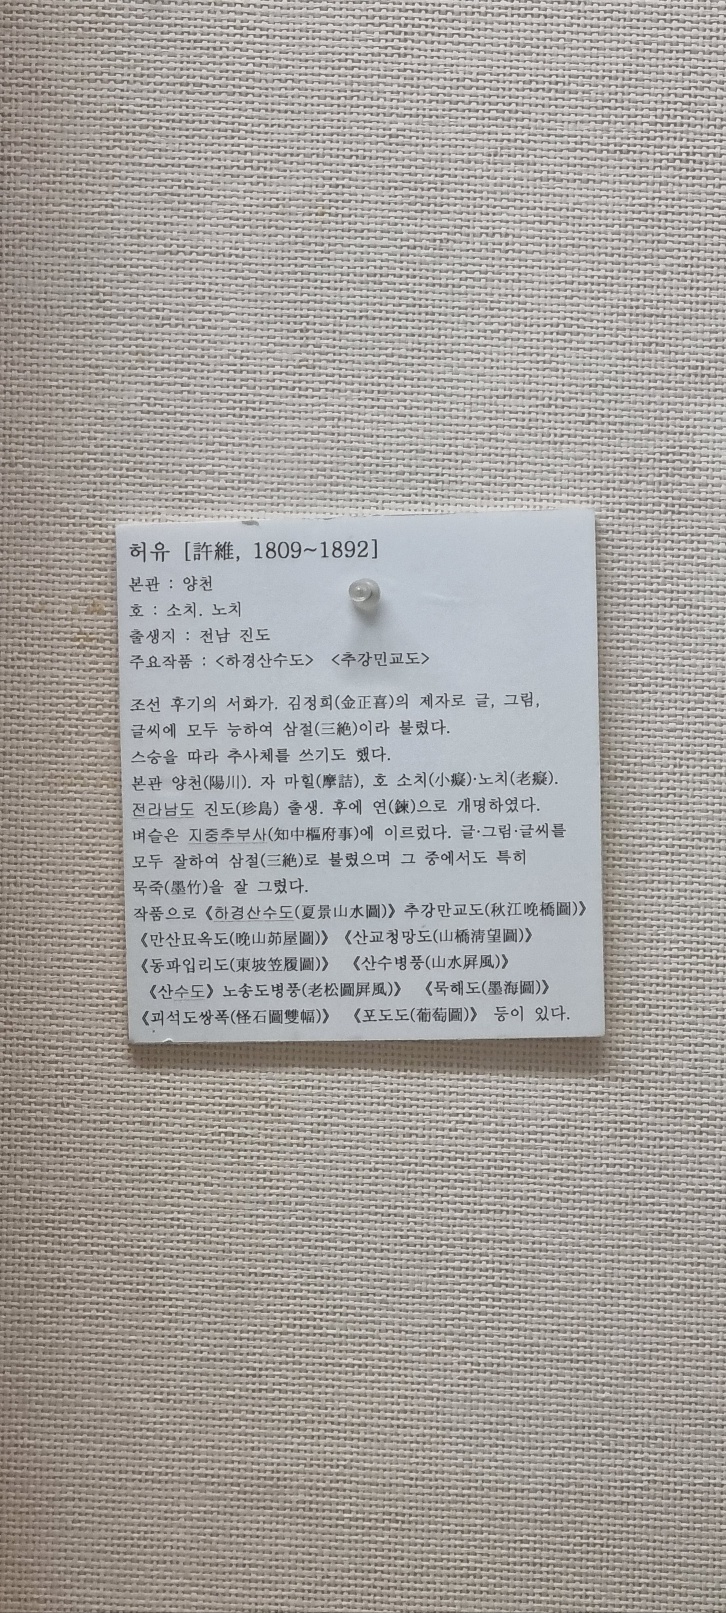 허유 [許維, 1809~1892]
본관 : 양천
호 : 소치. 노치
출생지 : 전남 진도
주요작품 : <하경산수도> <추강민교도>
조선 후기의 서화가. 김정희(金正喜)의 제자로 글, 그림,
글씨에 모두 능하여 삼절(三絶)이라 불렸다.
스승을 따라 추사체를 쓰기도 했다.
본관 양천(陽川). 자 마힐(摩詰), 호 소치(小癡)·노치(老癡).
전라남도 진도(珍島) 출생. 후에 연(鍊)으로 개명하였다.
벼슬은 지중추부사(知中樞府事)에 이르렀다. 글·그림·글씨를
모두 잘하여 삼절(三絶)로 불렸으며 그 중에서도 특히
묵죽(墨竹)을 잘 그렸다.
작품으로 《하경산수도(夏景山水圖)》 추강만교도(秋江晩橋圖)》
《만산묘옥도(晩山茆屋圖)》 《산교청망도(山橋淸望圖)》
《동파입리도(東坡笠履圖)》 《산수병풍(山水屛風)》
《산수도》 노송도병풍(老松圖屛風)》 《묵해도(墨海圖)》
《괴석도쌍폭(怪石圖雙幅)》 《포도도(葡萄圖)》 등이 있다.